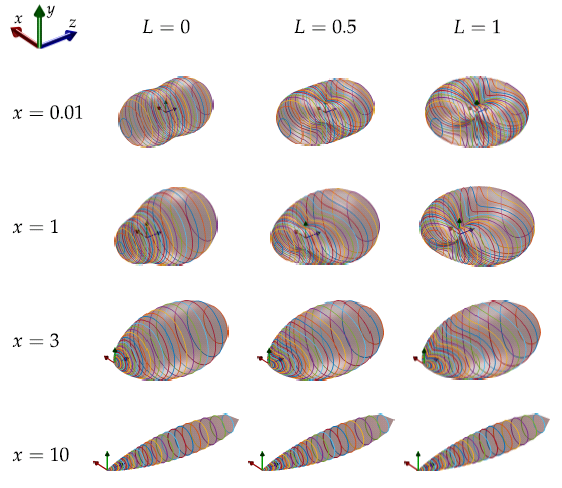 x y z
L = 0 L = 0.5 L = 1
x = 0.01
x = 1
x = 3
x = 10